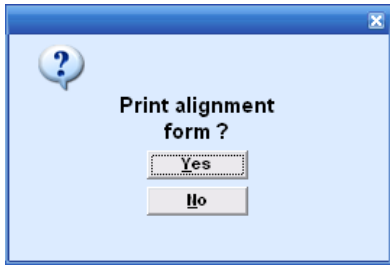 Print alignment
form ?
Yes
No